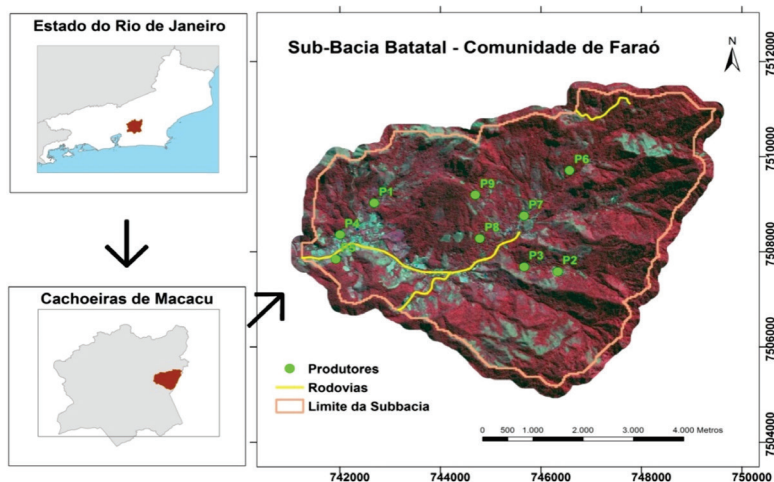 Estado do Rio de Janeiro
Cachoeiras de Macacu
Sub-Bacia Batatal - Comunidade de Faraó
N
P6
P1
P9
P7
P4
P8
P3
P2
Produtores
Rodovias
Limite da Subbacia
0 500 1.000 2.000 3.000 4.000 Metros
742000 744000 746000 748000 750000
7512000
7510000
7508000
7506000
7504000